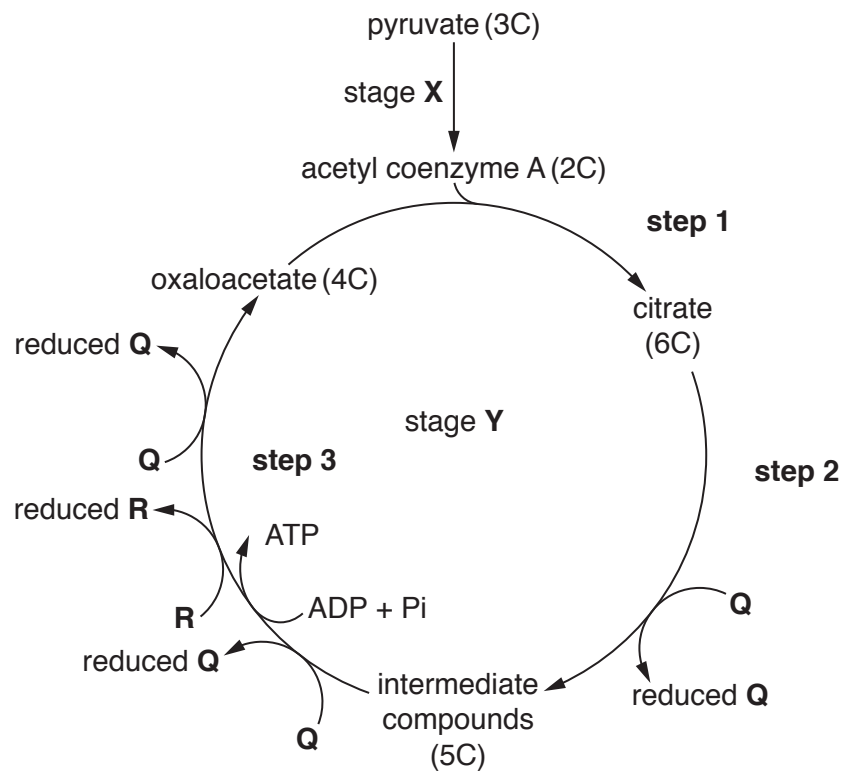 pyruvate (3C)
stage X
acetyl coenzyme A (2C)
step 1
oxaloacetate (4C)
citrate
(6C)
reduced Q
stage Y
Q
step 3
step 2
reduced R
ATP
R
ADP + Pi
Q
reduced Q
intermediate
compounds
(5C)
reduced Q
Q